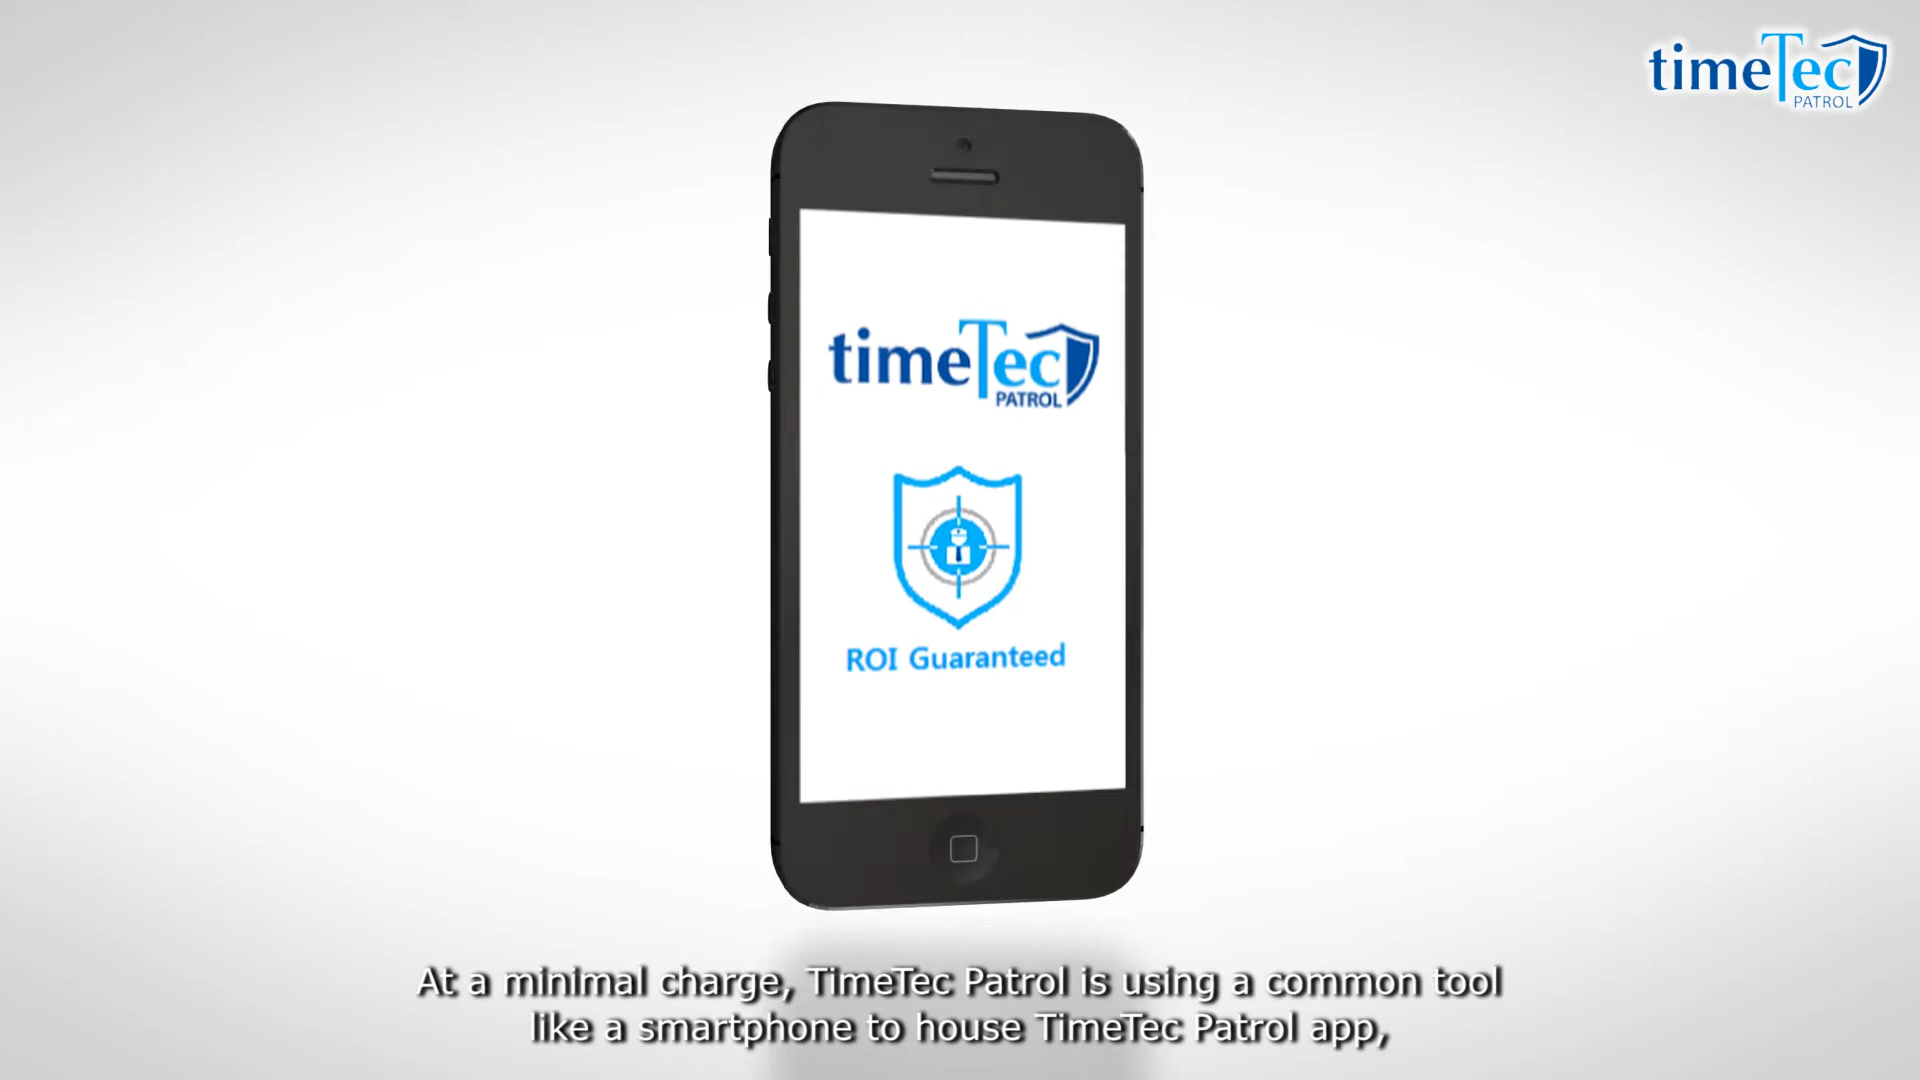 timeTec
PATROL
timeTec
PATROL
ROI Guaranteed
At a minimal charge, TimeTec Patrol is using a common tool
like a smartphone to house TimeTec Patrol app,